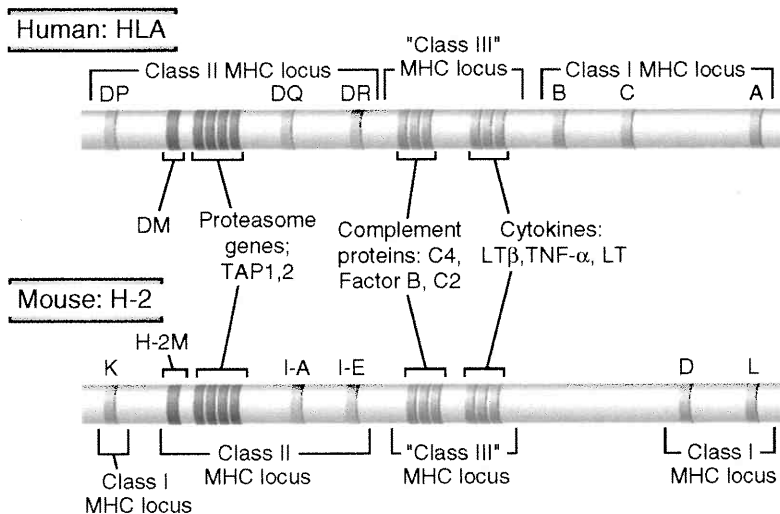 Human: HLA
Class II MHC locus
"Class III"
MHC locus
Class I MHC locus
DP
DQ
DR
B
C
A
DM
Proteasome
genes;
TAP1,2
Complement
proteins: C4,
Factor B, C2
Cytokines:
LTβ,TNF-α, LT
Mouse: H-2
H-2M
K
I-A
I-E
D
L
Class I
MHC locus
Class II
MHC locus
"Class III"
MHC locus
Class I
MHC locus